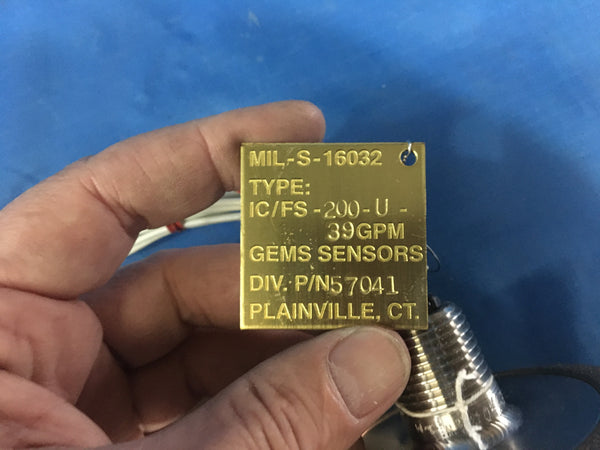 MIL-S-16032
TYPE:
IC/FS-200-U-
39GPM
GEMS SENSORS
DIV. P/N57041
PLAINVILLE, CT.